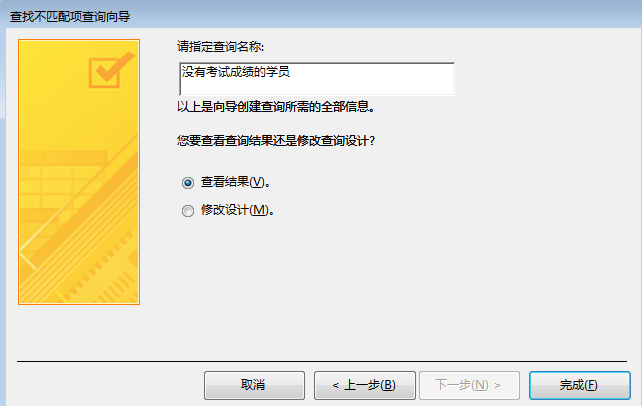 查找不匹配项查询向导
请指定查询名称:
没有考试成绩的学员
以上是向导创建查询所需的全部信息。
您要查看查询结果还是修改查询设计?
查看结果(V)。
修改设计(M)。
取消
< 上一步(B)
下一步(N) >
完成(F)